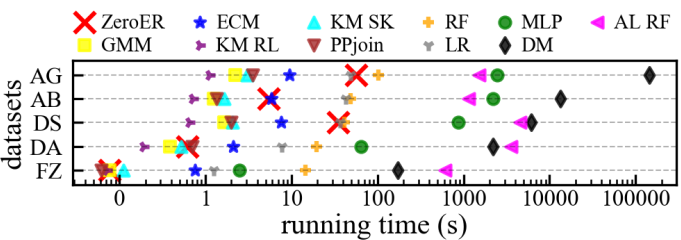 ZeroER ECM KM SK RF MLP AL RF
GMM KM RL PPjoin LR DM
datasets
AG
AB
DS
DA
FZ
0 1 10 100 1000 10000 100000
running time (s)